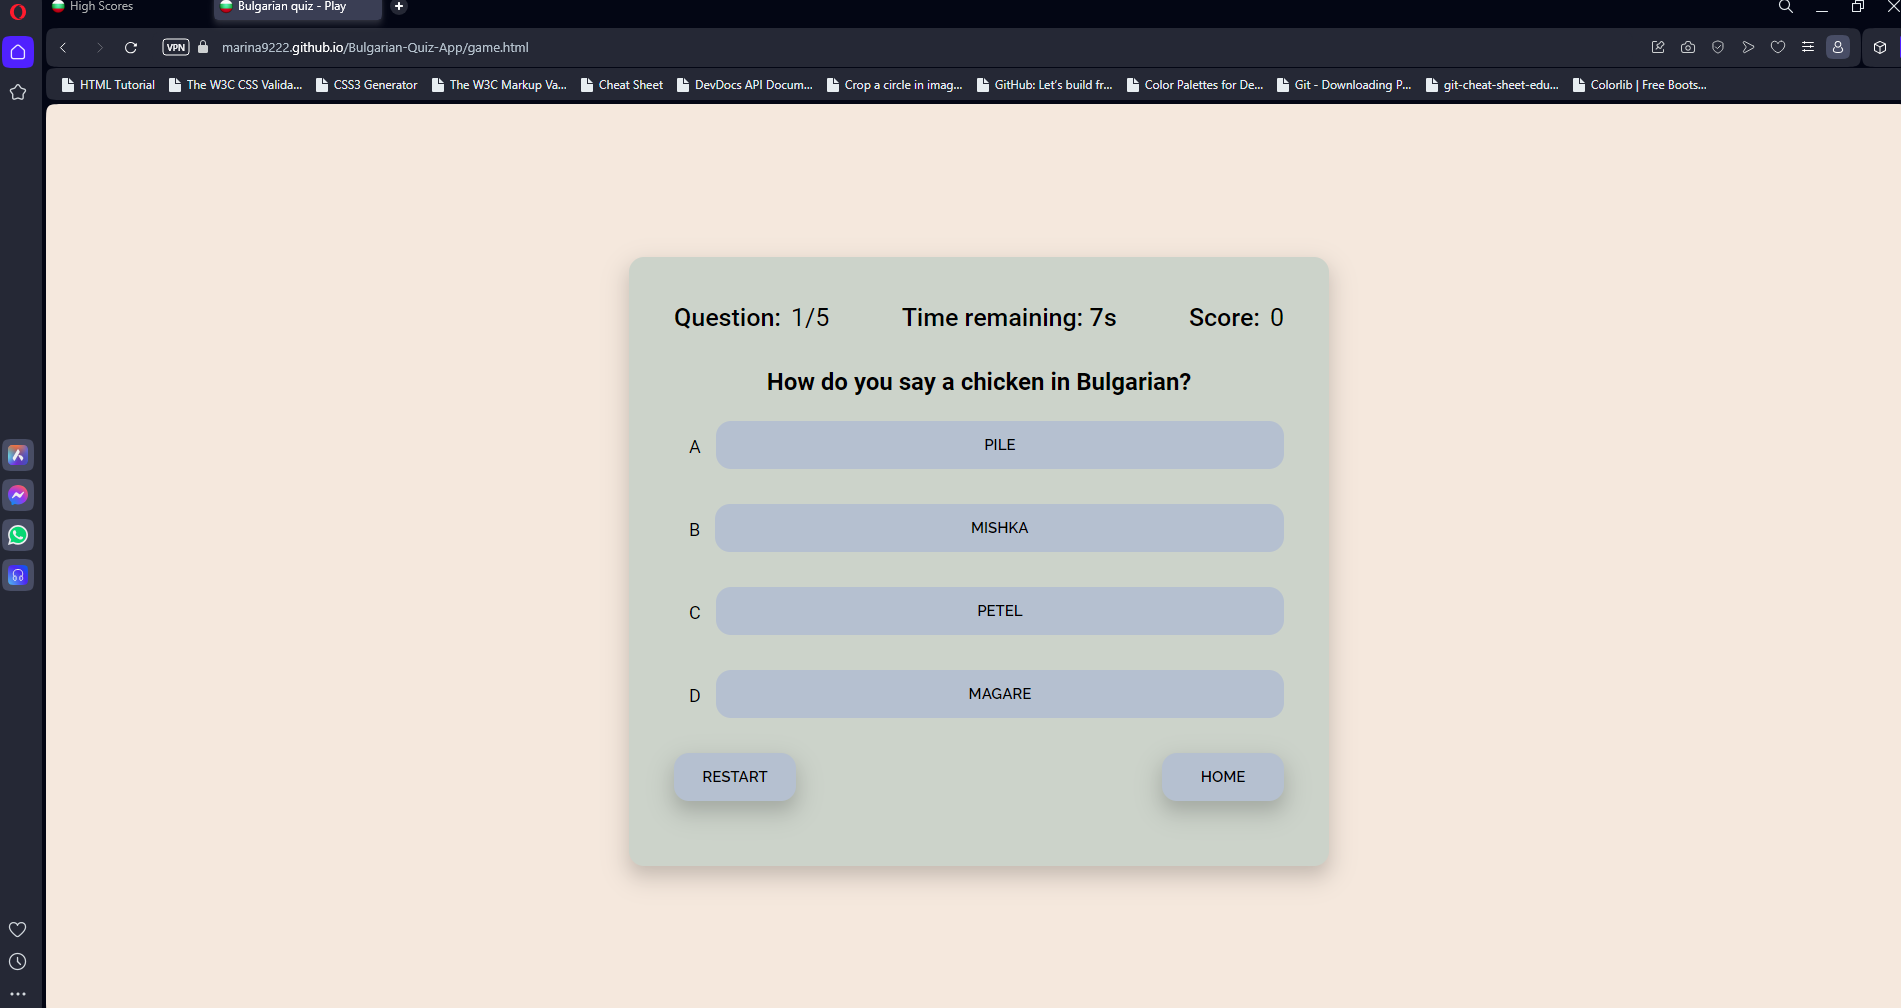 High Scores
Bulgarian quiz - Play
VPN
marina9222.github.io/Bulgarian-Quiz-App/game.html
HTML Tutorial
The W3C CSS Valida...
CSS3 Generator
The W3C Markup Va...
Cheat Sheet
DevDocs API Docum...
Crop a circle in imag...
GitHub: Let's build fr...
Color Palettes for De...
Git - Downloading P...
git-cheat-sheet-edu...
Colorlib | Free Boots...
Question: 1/5
Time remaining: 7s
Score: 0
How do you say a chicken in Bulgarian?
A PILE
B MISHKA
C PETEL
D MAGARE
RESTART
HOME